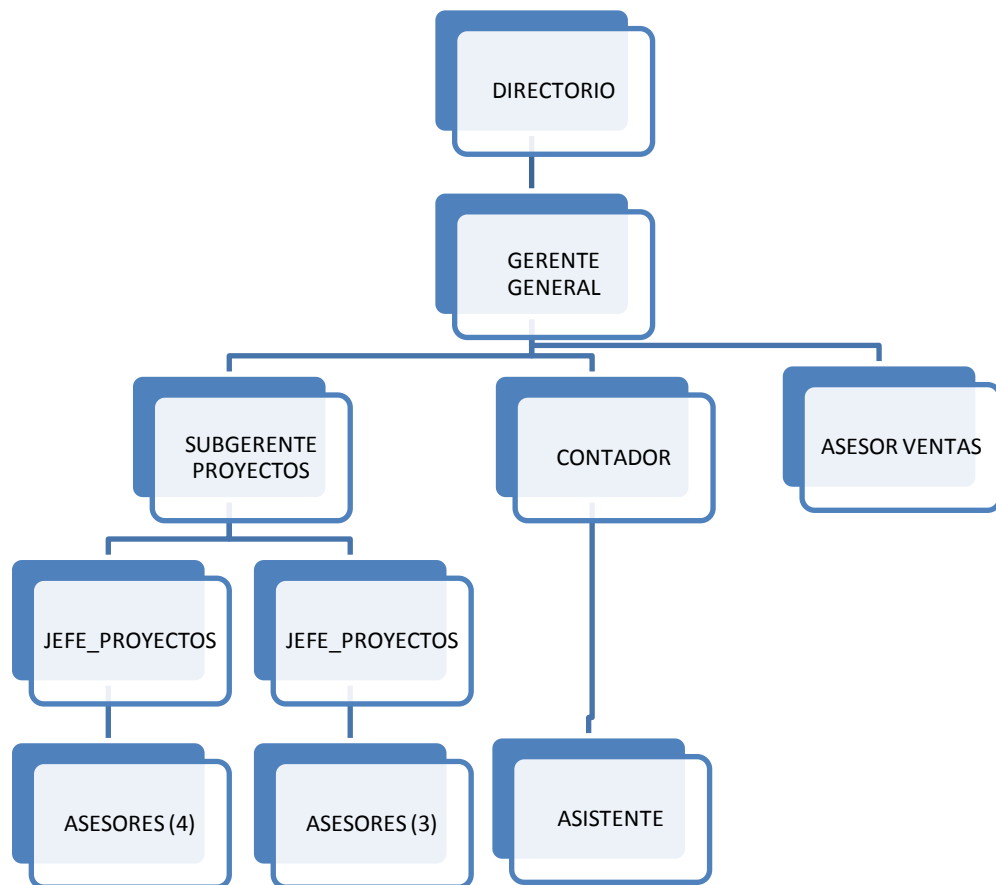 DIRECTORIO
GERENTE
GENERAL
SUBGERENTE
PROYECTOS
CONTADOR
ASESOR VENTAS
JEFE_PROYECTOS
JEFE_PROYECTOS
ASESORES (4)
ASESORES (3)
ASISTENTE